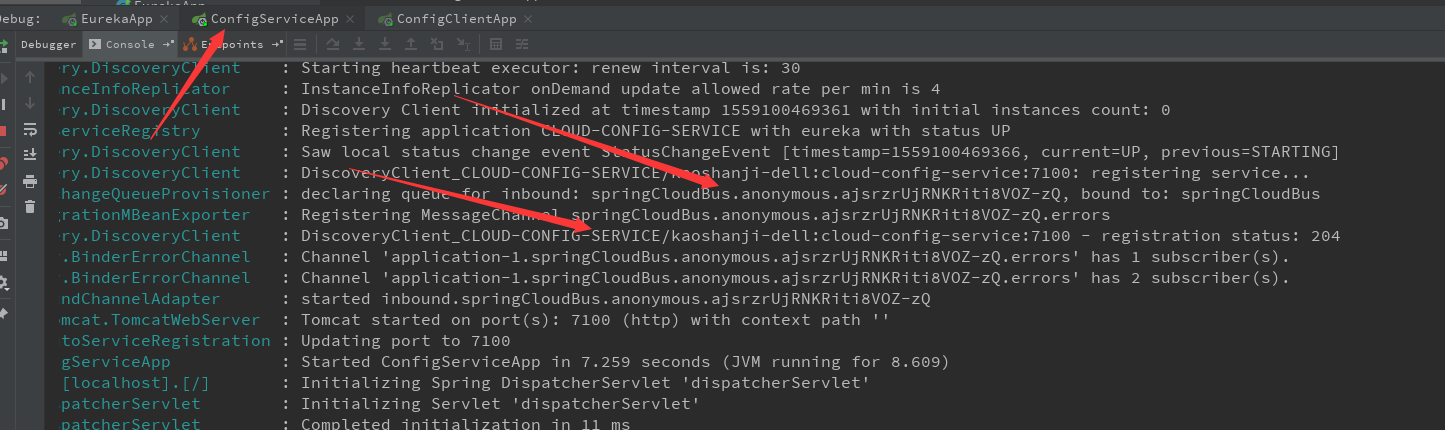 EurekaApp
Debug: EurekaApp × ConfigServiceApp × ConfigClientApp ×
Debugger Console Endpoints
ry.DiscoveryClient : Starting heartbeat executor: renew interval is: 30
nceInfoReplicator : InstanceInfoReplicator onDemand update allowed rate per min is 4
ry.DiscoveryClient : Discovery Client initialized at timestamp 1559100469361 with initial instances count: 0
erviceRegistry : Registering application CLOUD-CONFIG-SERVICE with eureka with status UP
ry.DiscoveryClient : Saw local status change event StatusChangeEvent [timestamp=1559100469366, current=UP, previous=STARTING]
ry.DiscoveryClient : DiscoveryClient_CLOUD-CONFIG-SERVICE/kaoshanji-dell:cloud-config-service:7100: registering service...
hangeQueueProvisioner : declaring queue for inbound: springCloudBus.anonymous.ajsrzrUjRNKRiti8VOZ-zQ, bound to: springCloudBus
grationMBeanExporter : Registering MessageChannel springCloudBus.anonymous.ajsrzrUjRNKRiti8VOZ-zQ.errors
ry.DiscoveryClient : DiscoveryClient_CLOUD-CONFIG-SERVICE/kaoshanji-dell:cloud-config-service:7100 - registration status: 204
.BinderErrorChannel : Channel 'application-1.springCloudBus.anonymous.ajsrzrUjRNKRiti8VOZ-zQ.errors' has 1 subscriber(s).
.BinderErrorChannel : Channel 'application-1.springCloudBus.anonymous.ajsrzrUjRNKRiti8VOZ-zQ.errors' has 2 subscriber(s).
ndChannelAdapter : started inbound.springCloudBus.anonymous.ajsrzrUjRNKRiti8VOZ-zQ
omcat.TomcatWebServer : Tomcat started on port(s): 7100 (http) with context path ''
toServiceRegistration : Updating port to 7100
gServiceApp : Started ConfigServiceApp in 7.259 seconds (JVM running for 8.609)
[localhost].[/] : Initializing Spring DispatcherServlet 'dispatcherServlet'
patcherServlet : Initializing Servlet 'dispatcherServlet'
patcherServlet : Completed initialization in 11 ms